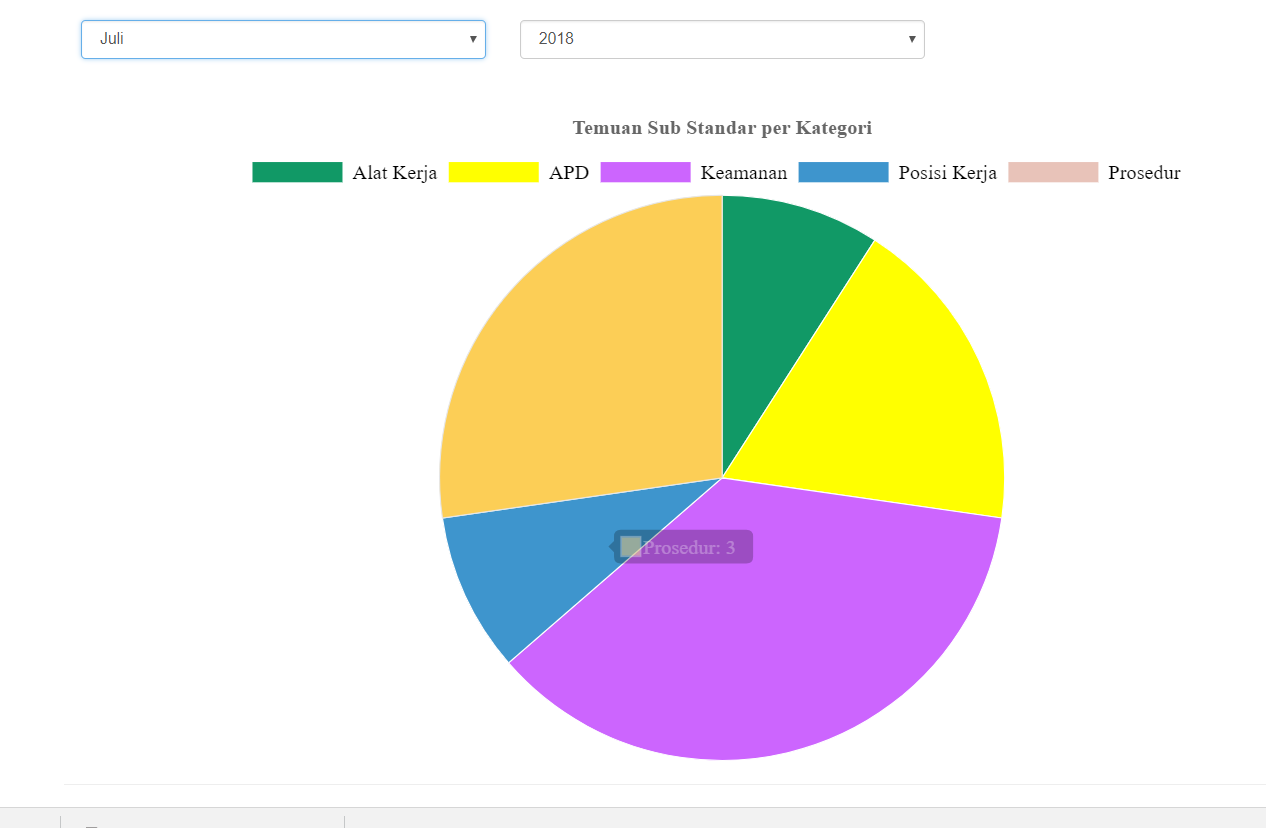 Juli 2018
Temuan Sub Standar per Kategori
Alat Kerja APD Keamanan Posisi Kerja Prosedur
Prosedur: 3